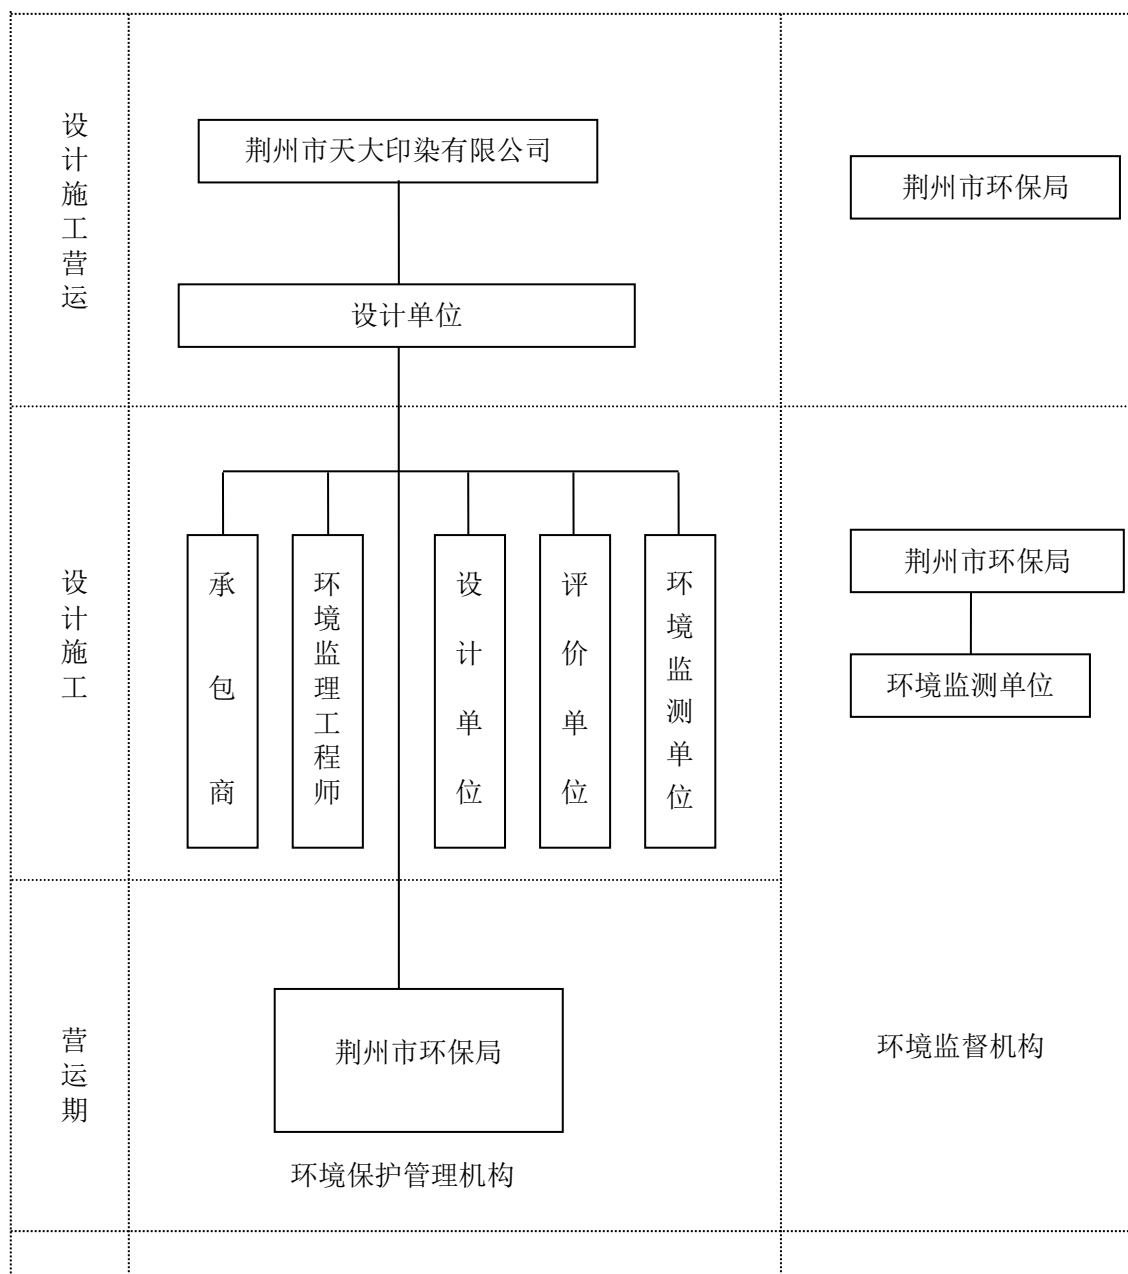 设计施工营运
荆州市天大印染有限公司
荆州市环保局
设计单位
设计施工
承包商
环境监理工程师
设计单位
评价单位
环境监测单位
荆州市环保局
环境监测单位
营运期
荆州市环保局
环境保护管理机构
环境监督机构